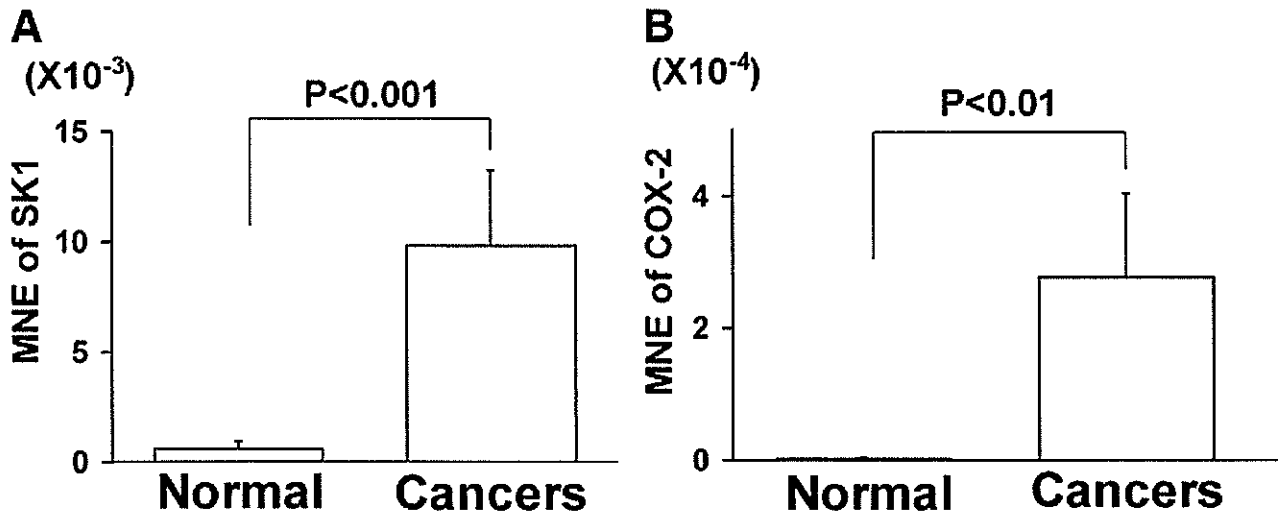 A
(X10-3)
P<0.001
MNE of SK1
15
10
5
0
Normal Cancers
B
(X10-4)
P<0.01
MNE of COX-2
4
2
0
Normal Cancers